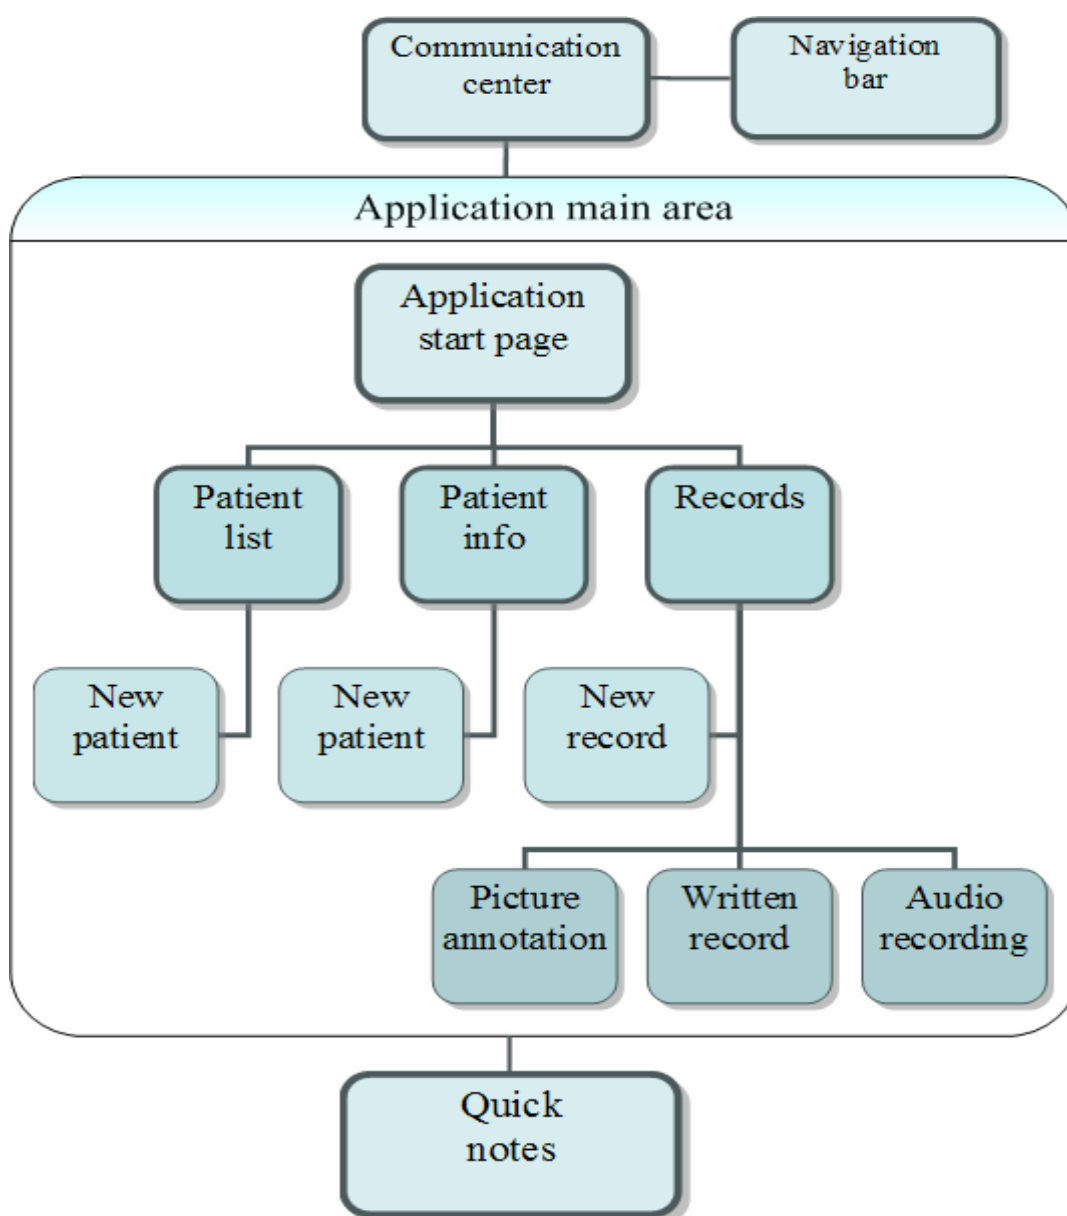 Communication
center
Navigation
bar
Application main area
Application
start page
Patient
list
Patient
info
Records
New
patient
New
patient
New
record
Picture
annotation
Written
record
Audio
recording
Quick
notes